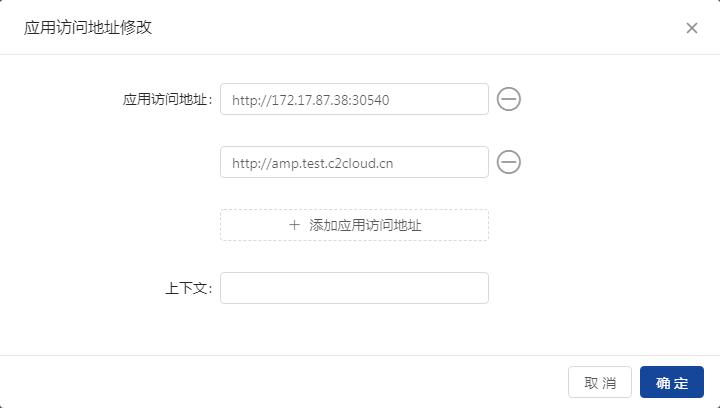 应用访问地址修改
应用访问地址:
http://172.17.87.38:30540
http://amp.test.c2cloud.cn
+ 添加应用访问地址
上下文:
取 消
确 定